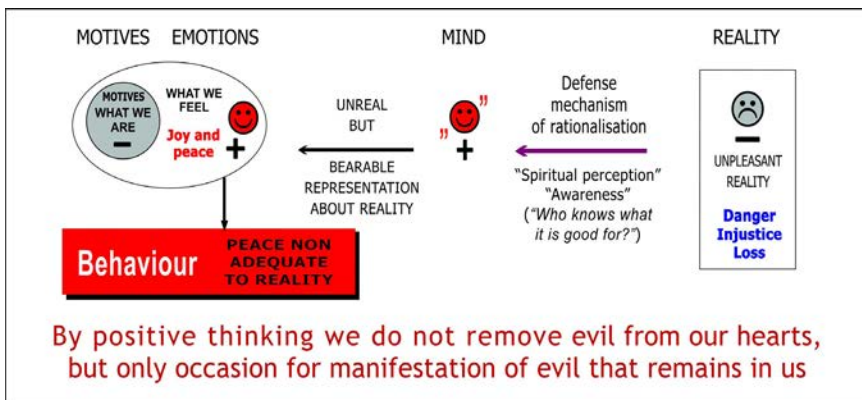 MOTIVES EMOTIONS
MIND
REALITY
MOTIVES
WHAT WE
ARE
–
WHAT WE
FEEL
Joy and
peace
+
UNREAL
BUT
BEARABLE
REPRESENTATION
ABOUT REALITY
„ ”
+
Defense
mechanism
of rationalisation
“Spiritual perception”
“Awareness”
(“Who knows what
it is good for?”)
–
UNPLEASANT
REALITY
Danger
Injustice
Loss
Behaviour
PEACE NON
ADEQUATE
TO REALITY
By positive thinking we do not remove evil from our hearts,
but only occasion for manifestation of evil that remains in us